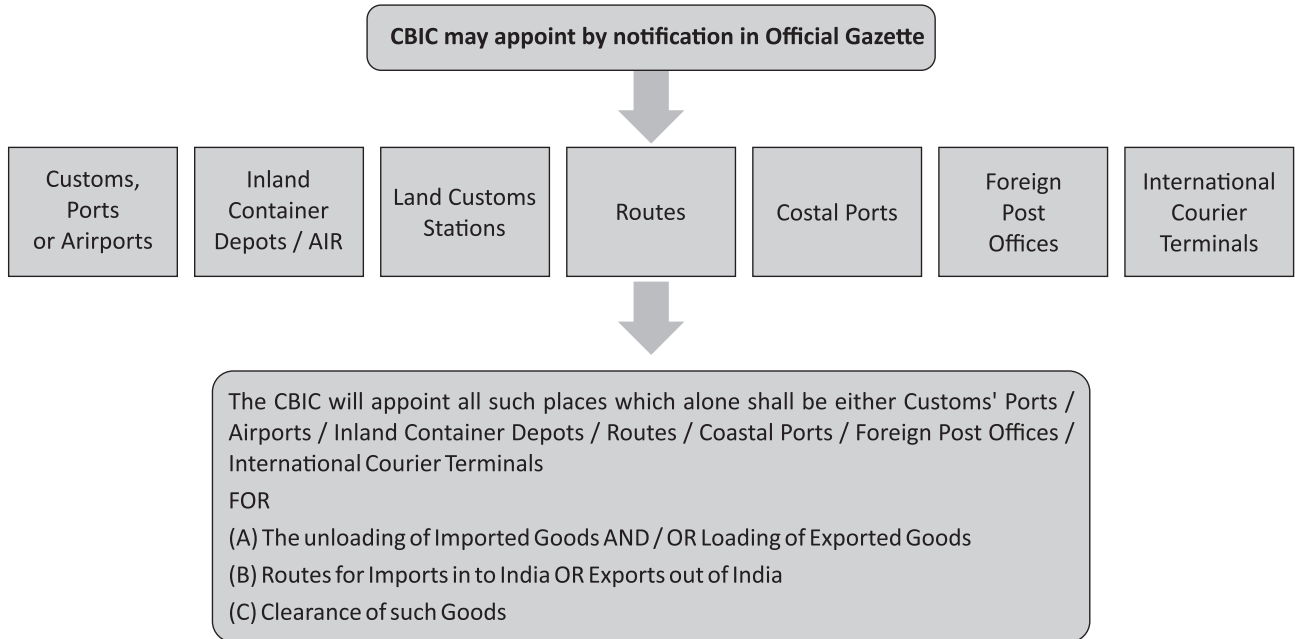 CBIC may appoint by notification in Official Gazette
Customs,
Ports
or Arirports
Inland
Container
Depots / AIR
Land Customs
Stations
Routes
Costal Ports
Foreign
Post
Offices
International
Courier
Terminals
The CBIC will appoint all such places which alone shall be either Customs' Ports /
Airports / Inland Container Depots / Routes / Coastal Ports / Foreign Post Offices /
International Courier Terminals
FOR
(A) The unloading of Imported Goods AND / OR Loading of Exported Goods
(B) Routes for Imports in to India OR Exports out of India
(C) Clearance of such Goods